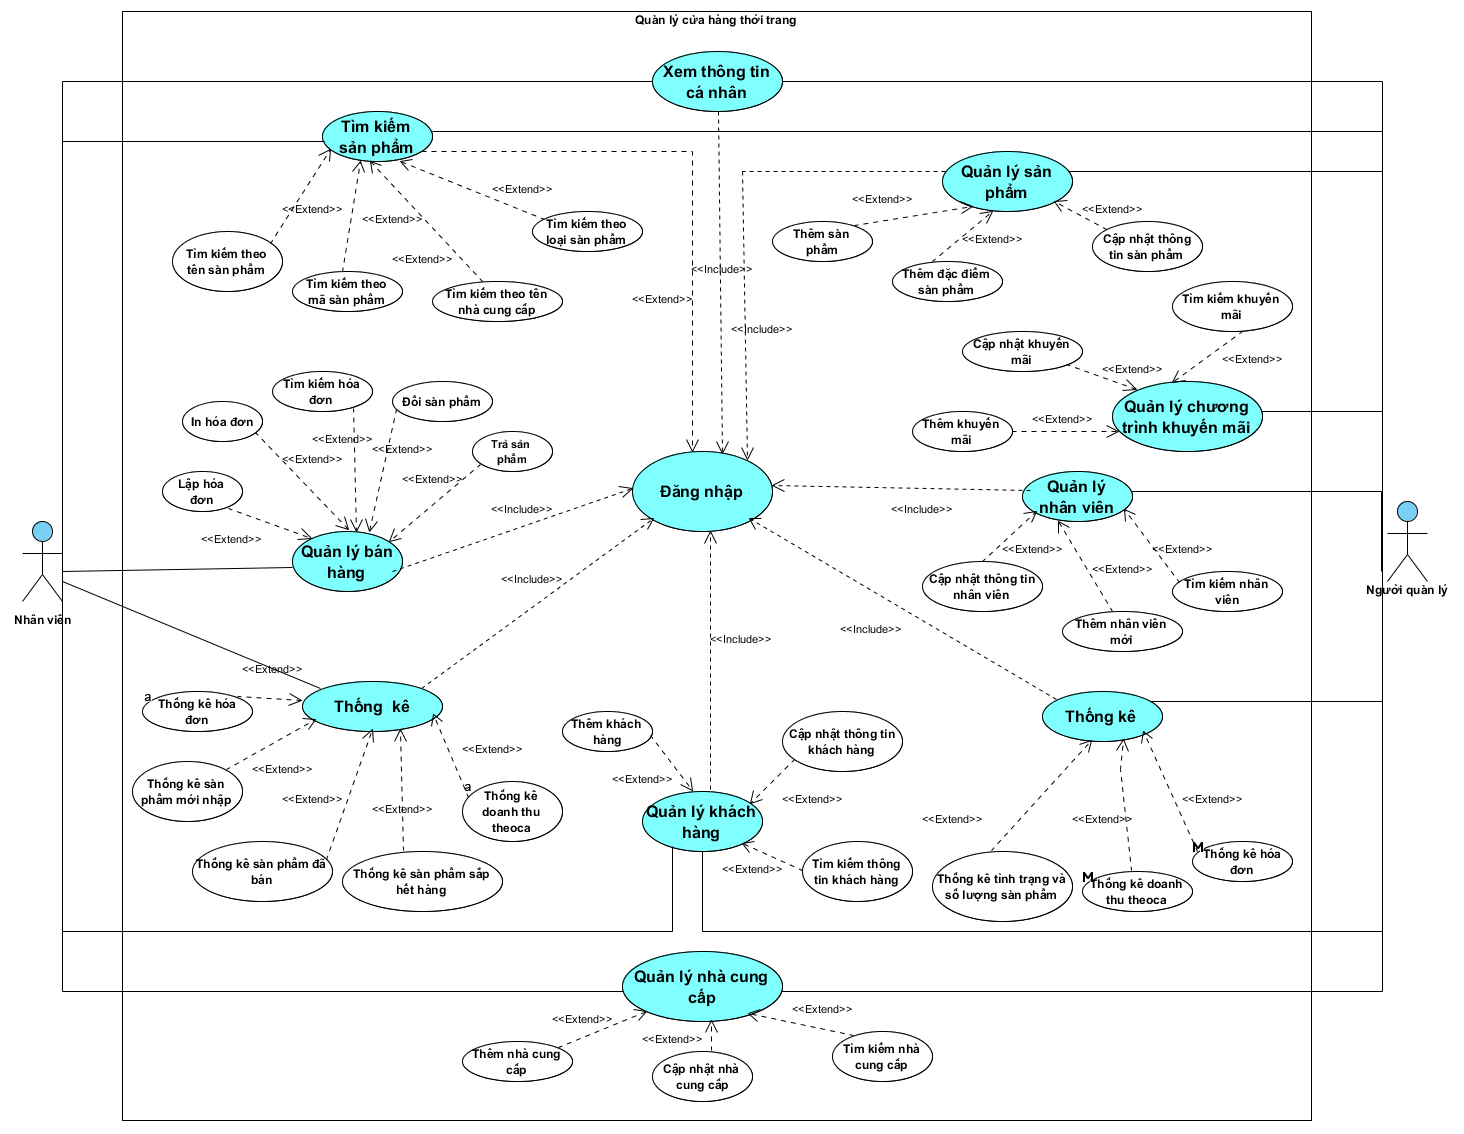 Quản lý cửa hàng thời trang
Xem thông tin
cá nhân
Tìm kiếm
sản phẩm
<<Extend>>
<<Extend>>
<<Extend>>
<<Extend>>
Tìm kiếm theo
tên sản phẩm
Tìm kiếm theo
mã sản phẩm
Tìm kiếm theo tên
nhà cung cấp
Tìm kiếm theo
loại sản phẩm
Quản lý sản
phẩm
<<Extend>>
<<Extend>>
<<Extend>>
Thêm sản
phẩm
Thêm đặc điểm
sản phẩm
Cập nhật thông
tin sản phẩm
<<Include>>
<<Extend>>
<<Include>>
Tìm kiếm khuyến
mãi
Cập nhật khuyến
mãi
<<Extend>>
<<Extend>>
<<Extend>>
Thêm khuyến
mãi
Quản lý chương
trình khuyến mãi
Tìm kiếm hóa
đơn
Đổi sản phẩm
In hóa đơn
Trả sản
phẩm
Lập hóa
đơn
<<Extend>>
<<Extend>>
<<Extend>>
<<Extend>>
<<Extend>>
Quản lý bán
hàng
Đăng nhập
<<Include>>
<<Include>>
<<Include>>
Quản lý
nhân viên
<<Extend>>
<<Extend>>
<<Extend>>
Cập nhật thông tin
nhân viên
Thêm nhân viên
mới
Tìm kiếm nhân
viên
Nhân viên
Người quản lý
<<Include>>
<<Include>>
<<Extend>>
a
Thống kê hóa
đơn
Thống  kê
Thống kê sản
phẩm mới nhập
<<Extend>>
<<Extend>>
<<Extend>>
<<Extend>>
a
Thống kê
doanh thu
theoca
Thống kê sản phẩm đã
bán
Thống kê sản phẩm sắp
hết hàng
Thêm khách
hàng
Cập nhật thông tin
khách hàng
<<Extend>>
<<Extend>>
<<Extend>>
Quản lý khách
hàng
Tìm kiếm thông
tin khách hàng
Thống kê
<<Extend>>
<<Extend>>
<<Extend>>
Thống kê tình trạng và
số lượng sản phẩm
M
Thống kê doanh
thu theoca
M
Thống kê hóa
đơn
Quản lý nhà cung
cấp
<<Extend>>
<<Extend>>
<<Extend>>
Thêm nhà cung
cấp
Cập nhật nhà
cung cấp
Tìm kiếm nhà
cung cấp